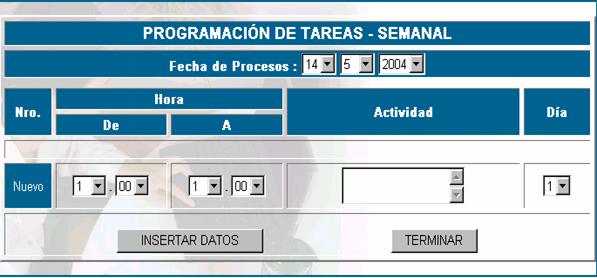 PROGRAMACIÓN DE TAREAS - SEMANAL
Fecha de Procesos : 14 5 2004
Nro. Hora Actividad Día
De A
Nuevo 1 . 00 1 . 00 1
INSERTAR DATOS TERMINAR